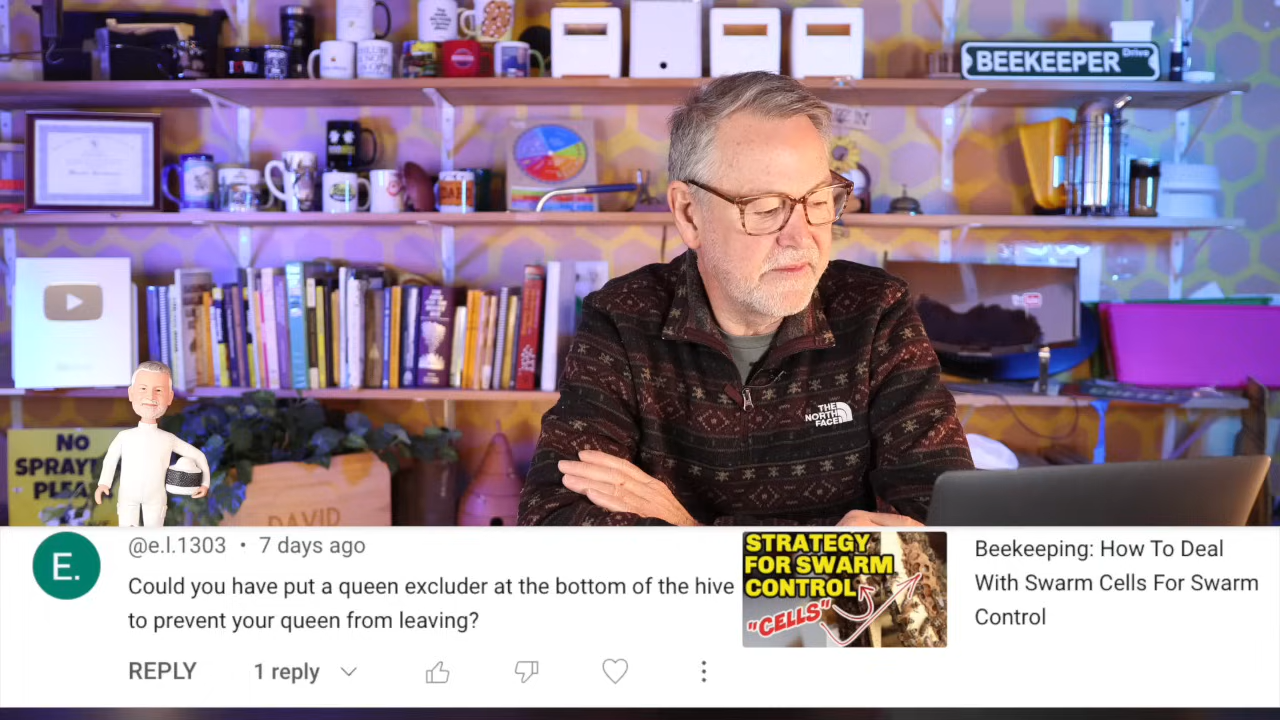 BEEKEEPER Drive
NO
SPRAY
PLEA
DAVID
THE
NORTH
FACE
E.
@e.l.1303 • 7 days ago
Could you have put a queen excluder at the bottom of the hive
to prevent your queen from leaving?
REPLY
1 reply
STRATEGY
FOR SWARM
CONTROL
"CELLS"
Beekeeping: How To Deal
With Swarm Cells For Swarm
Control